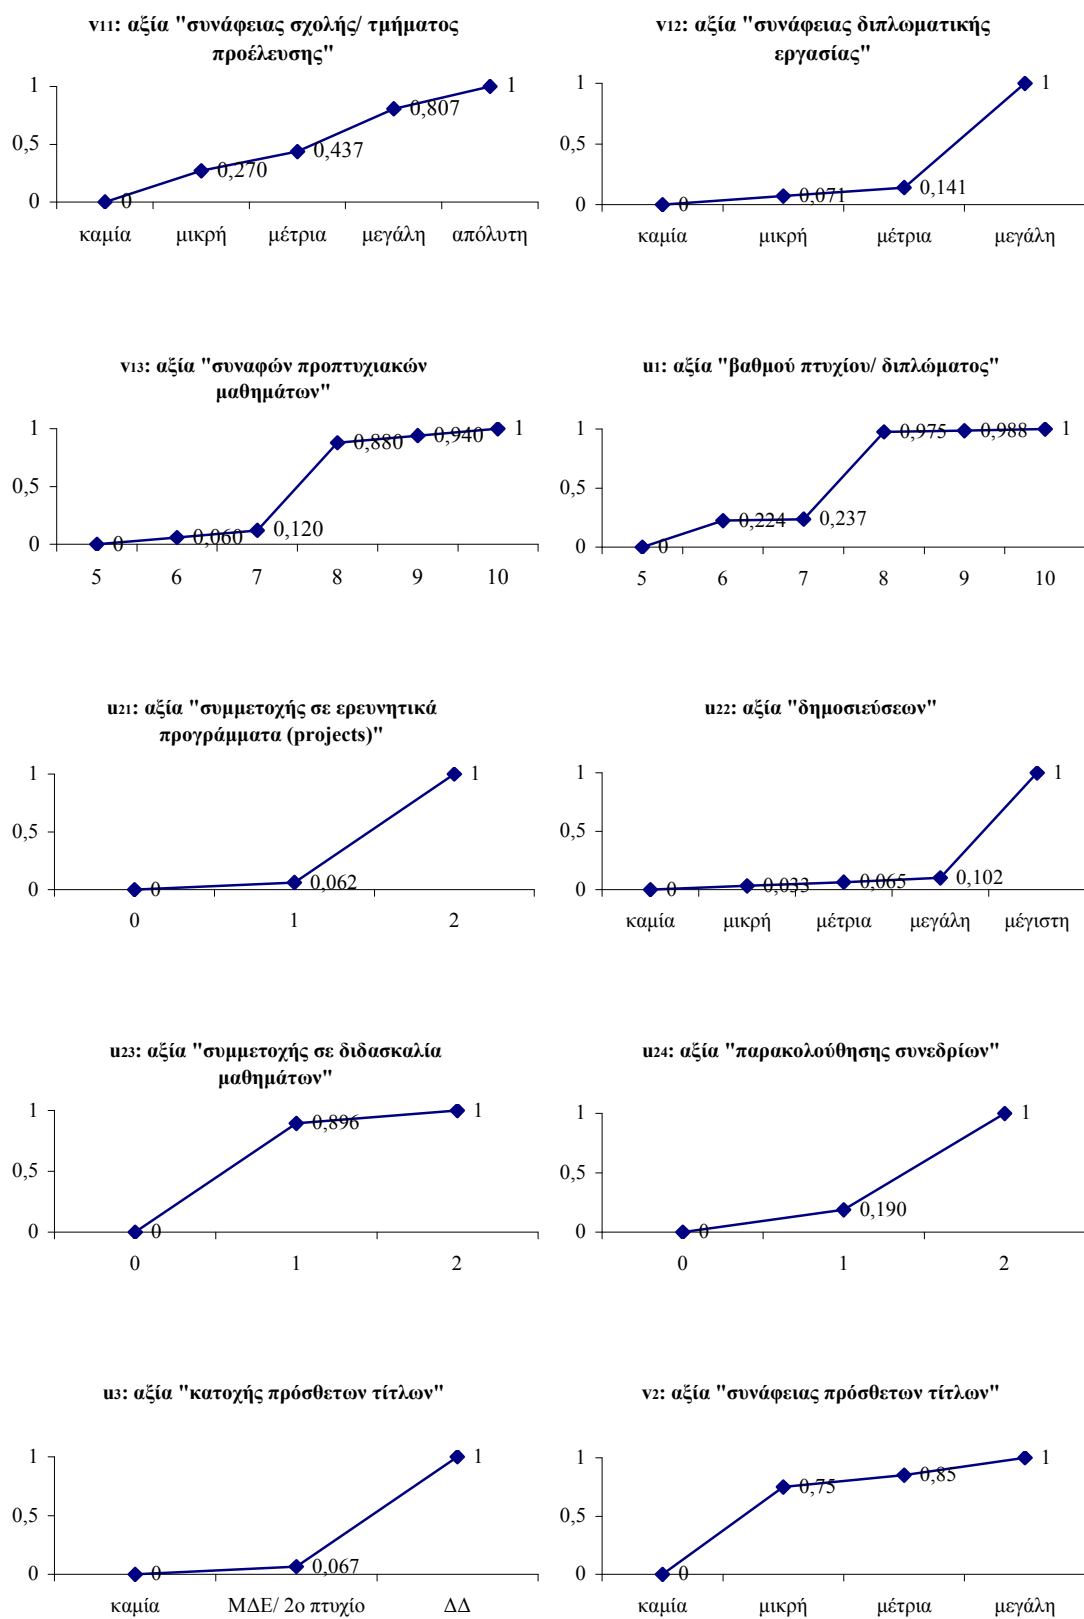 v11: αξία "συνάφειας σχολής/ τμήματος
προέλευσης"
1
0,5
0
0
0,270
0,437
0,807
1
καμία μικρή μέτρια μεγάλη απόλυτη
v12: αξία "συνάφειας διπλωματικής
εργασίας"
1
0,5
0
0
0,071
0,141
1
καμία μικρή μέτρια μεγάλη
v13: αξία "συναφών προπτυχιακών
μαθημάτων"
1
0,5
0
0
0,060
0,120
0,880
0,940
1
5 6 7 8 9 10
u1: αξία "βαθμού πτυχίου/ διπλώματος"
1
0,5
0
0
0,224
0,237
0,975
0,988
1
5 6 7 8 9 10
u21: αξία "συμμετοχής σε ερευνητικά
προγράμματα (projects)"
1
0,5
0
0
0,062
1
0 1 2
u22: αξία "δημοσιεύσεων"
1
0,5
0
0
0,033
0,065
0,102
1
καμία μικρή μέτρια μεγάλη μέγιστη
u23: αξία "συμμετοχής σε διδασκαλία
μαθημάτων"
1
0,5
0
0
0,896
1
0 1 2
u24: αξία "παρακολούθησης συνεδρίων"
1
0,5
0
0
0,190
1
0 1 2
u3: αξία "κατοχής πρόσθετων τίτλων"
1
0,5
0
0
0,067
1
καμία ΜΔΕ/ 2ο πτυχίο ΔΔ
v2: αξία "συνάφειας πρόσθετων τίτλων"
1
0,5
0
0
0,75
0,85
1
καμία μικρή μέτρια μεγάλη